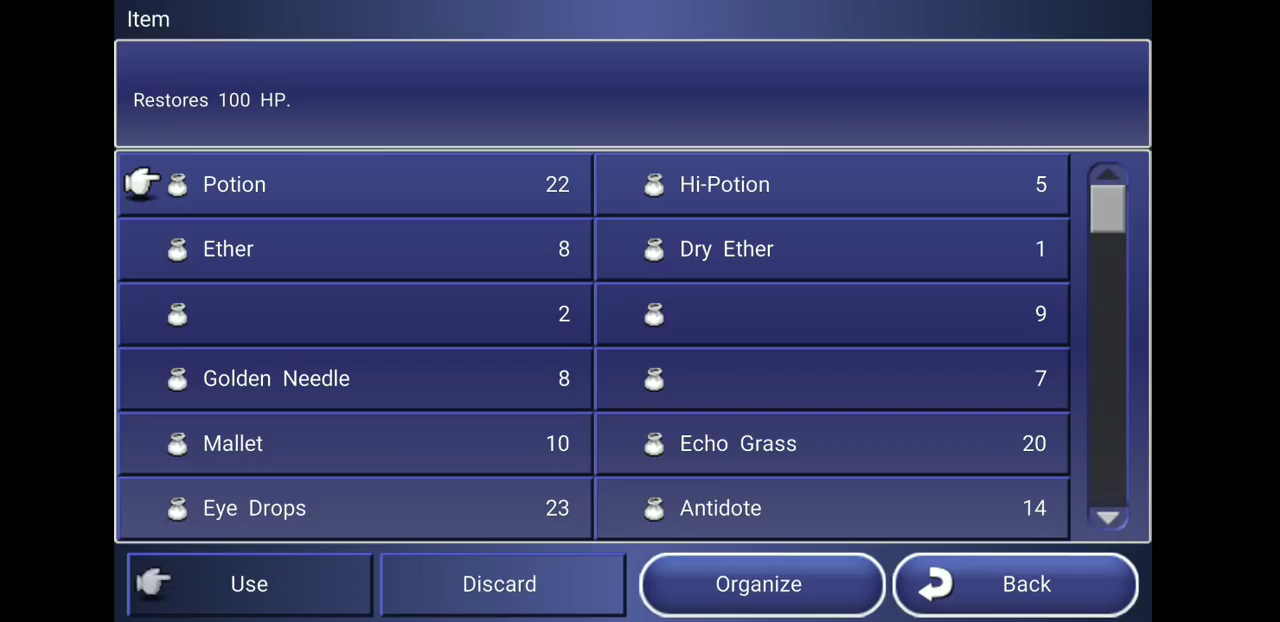 Item
Restores 100 HP.
Potion 22
Hi-Potion 5
Ether 8
Dry Ether 1
2
9
Golden Needle 8
7
Mallet 10
Echo Grass 20
Eye Drops 23
Antidote 14
Use
Discard
Organize
Back